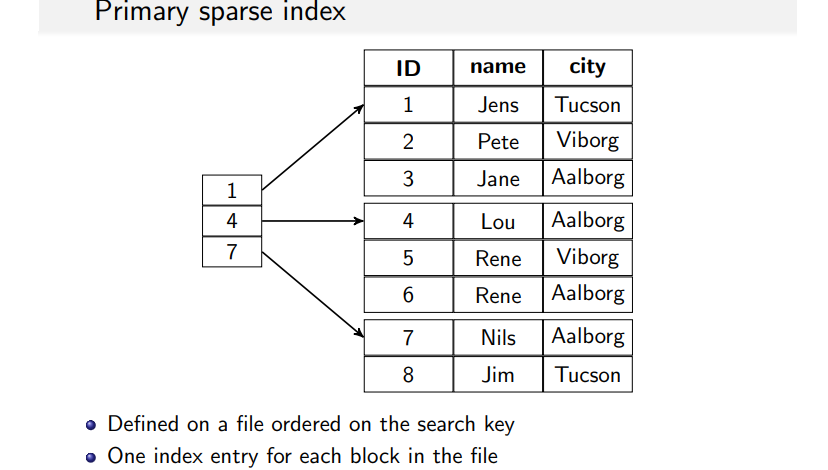 Primary sparse index
ID name city
1 Jens Tucson
2 Pete Viborg
3 Jane Aalborg
1
4 Lou Aalborg
4
5 Rene Viborg
7
6 Rene Aalborg
7 Nils Aalborg
8 Jim Tucson
Defined on a file ordered on the search key
One index entry for each block in the file